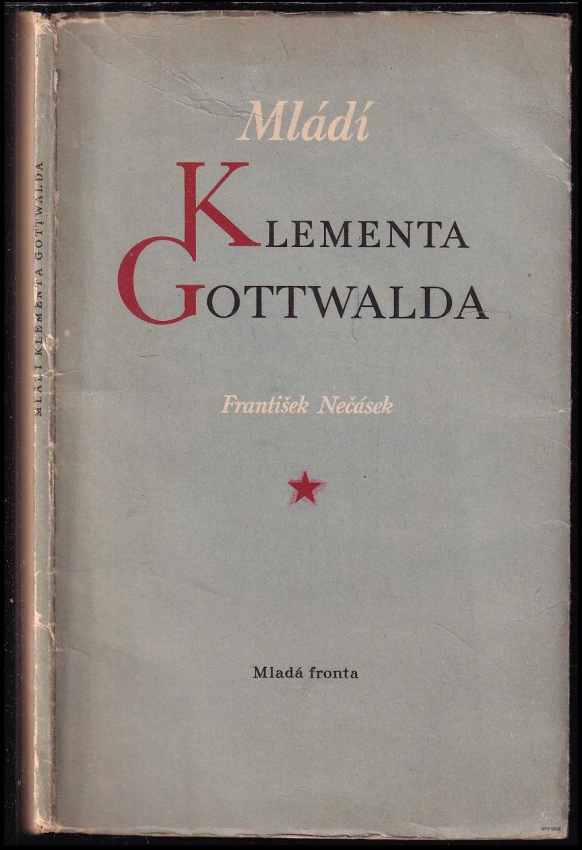 Mládí
KLEMENTA
GOTTWALDA
František Nečásek
Mladá fronta
MLÁDÍ KLEMENTA GOTTWALDA